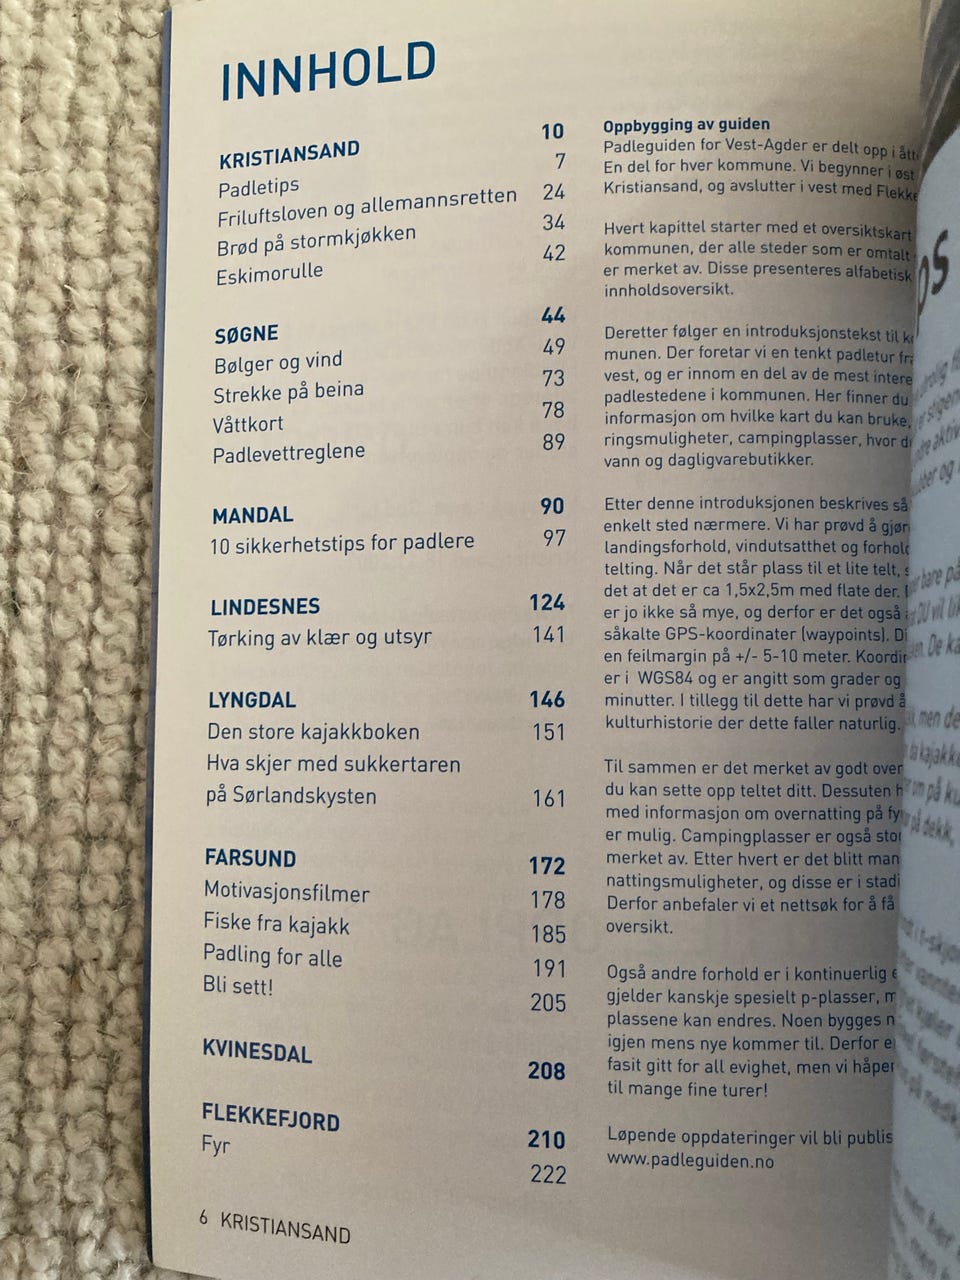 INNHOLD
KRISTIANSAND 10
Padletips 7
Friluftsloven og allemannsretten 24
Brød på stormkjøkken 34
Eskimorulle 42
SØGNE 44
Bølger og vind 49
Strekke på beina 73
Våttkort 78
Padlevettreglene 89
MANDAL 90
10 sikkerhetstips for padlere 97
LINDESNES 124
Tørking av klær og utsyr 141
LYNGDAL 146
Den store kajakkboken 151
Hva skjer med sukkertaren
på Sørlandskysten 161
FARSUND 172
Motivasjonsfilmer 178
Fiske fra kajakk 185
Padling for alle 191
Bli sett! 205
KVINESDAL 208
FLEKKEFJORD 210
Fyr 222
6 KRISTIANSAND
Oppbygging av guiden
Padleguiden for Vest-Agder er delt opp i
En del for hver kommune. Vi begynner i øst
Kristiansand, og avslutter i vest med
Hvert kapittel starter med et oversiktskart
kommunen, der alle steder som er omtalt
er merket av. Disse presenteres alfabetisk
innholdsoversikt.
Deretter følger en introduksjonstekst til
munen. Der foretar vi en tenkt padletur
vest, og er innom en del av de mest
padlestedene i kommunen. Her finner du
informasjon om hvilke kart du kan bruke,
ringsmuligheter, campingplasser, hvor
vann og dagligvarebutikker.
Etter denne introduksjonen beskrives
enkelt sted nærmere. Vi har prøvd å
landingsforhold, vindutsatthet og
telting. Når det står plass til et lite telt,
det at det er ca 1,5x2,5m med flate der.
er jo ikke så mye, og derfor er det også
såkalte GPS-koordinater (waypoints).
en feilmargin på +/- 5-10 meter.
er i WGS84 og er angitt som grader og
minutter. I tillegg til dette har vi prøvd å
kulturhistorie der dette faller naturlig.
Til sammen er det merket av godt over
du kan sette opp teltet ditt. Dessuten
med informasjon om overnatting på
er mulig. Campingplasser er også
merket av. Etter hvert er det blitt
nattingsmuligheter, og disse er i
Derfor anbefaler vi et nettsøk for å få
oversikt.
Også andre forhold er i kontinuerlig
gjelder kanskje spesielt p-plasser,
plassene kan endres. Noen bygges
igjen mens nye kommer til. Derfor
fasit gitt for all evighet, men vi
til mange fine turer!
Løpende oppdateringer vil bli
www.padleguiden.no